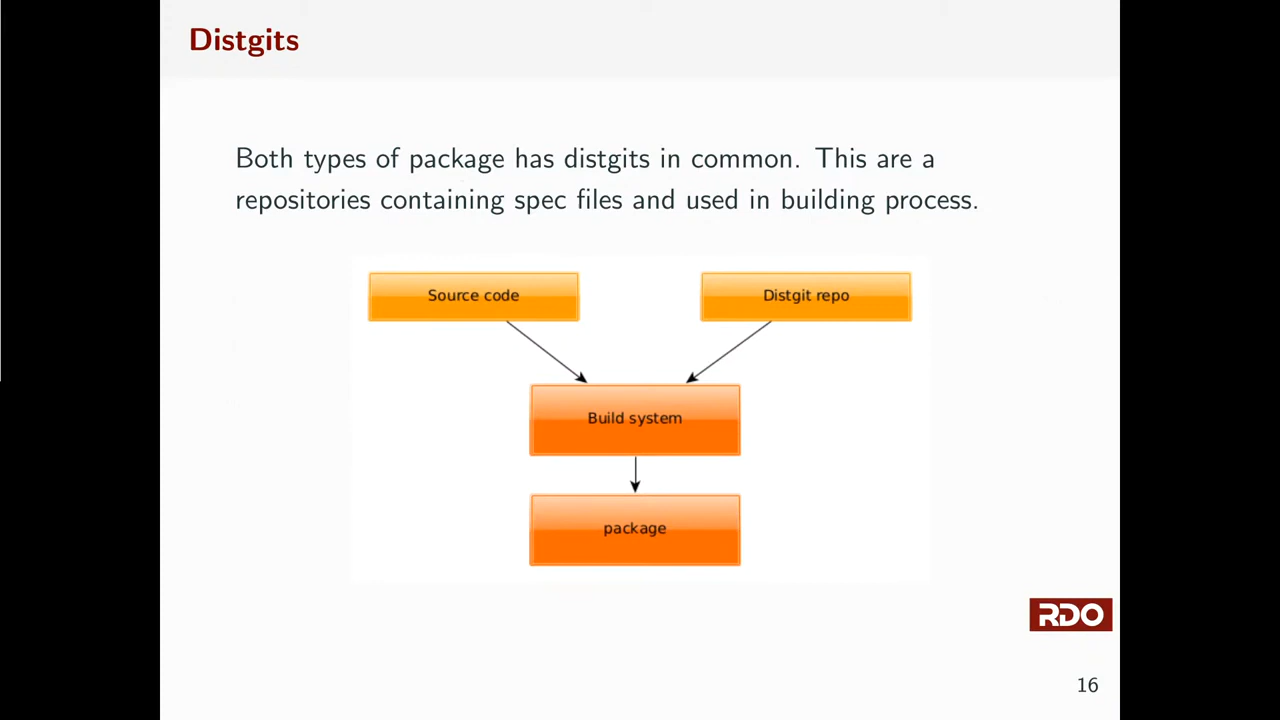 Distgits
Both types of package has distgits in common. This are a
repositories containing spec files and used in building process.
Source code
Distgit repo
Build system
package
RDO
16